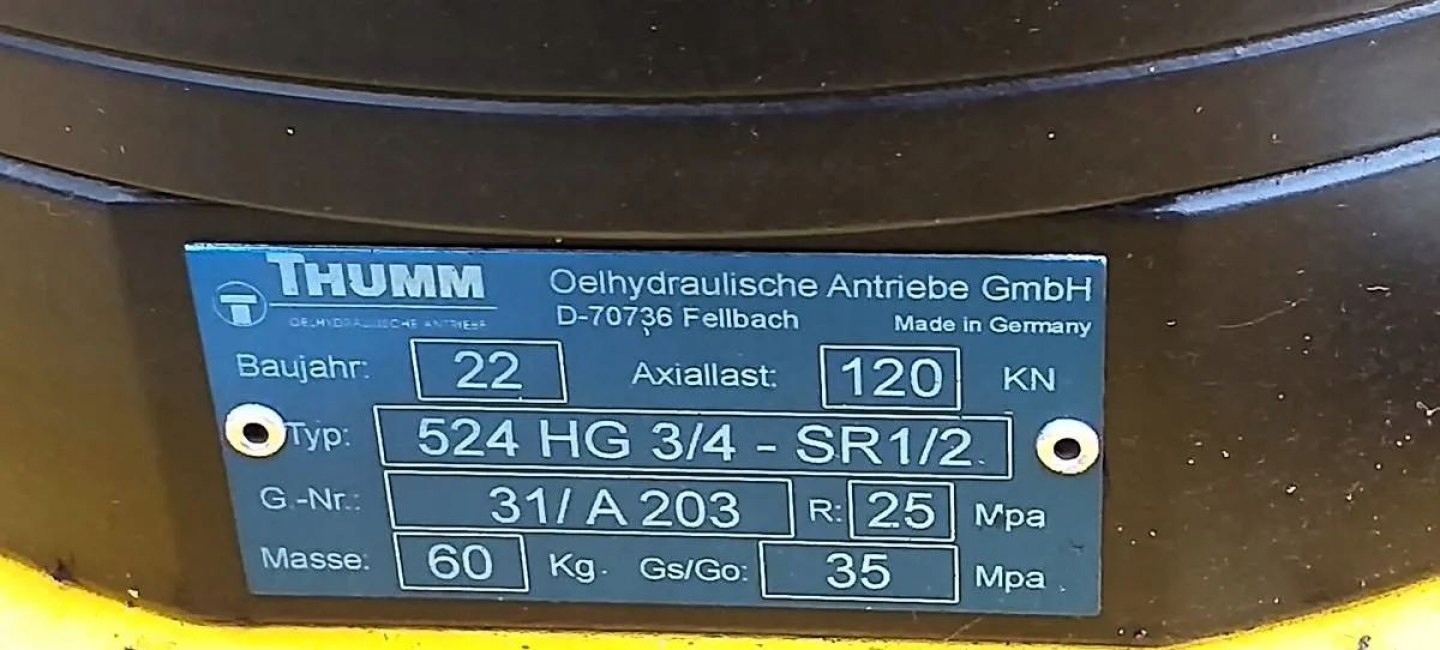 THUMM Oelhydraulische Antriebe GmbH
T OELHYDRAULISCHE ANTRIEBE D-70736 Fellbach Made in Germany
Baujahr: 22 Axiallast: 120 KN
Typ: 524 HG 3/4 - SR1/2
G.-Nr.: 31/ A 203 R: 25 Mpa
Masse: 60 Kg. Gs/Go: 35 Mpa